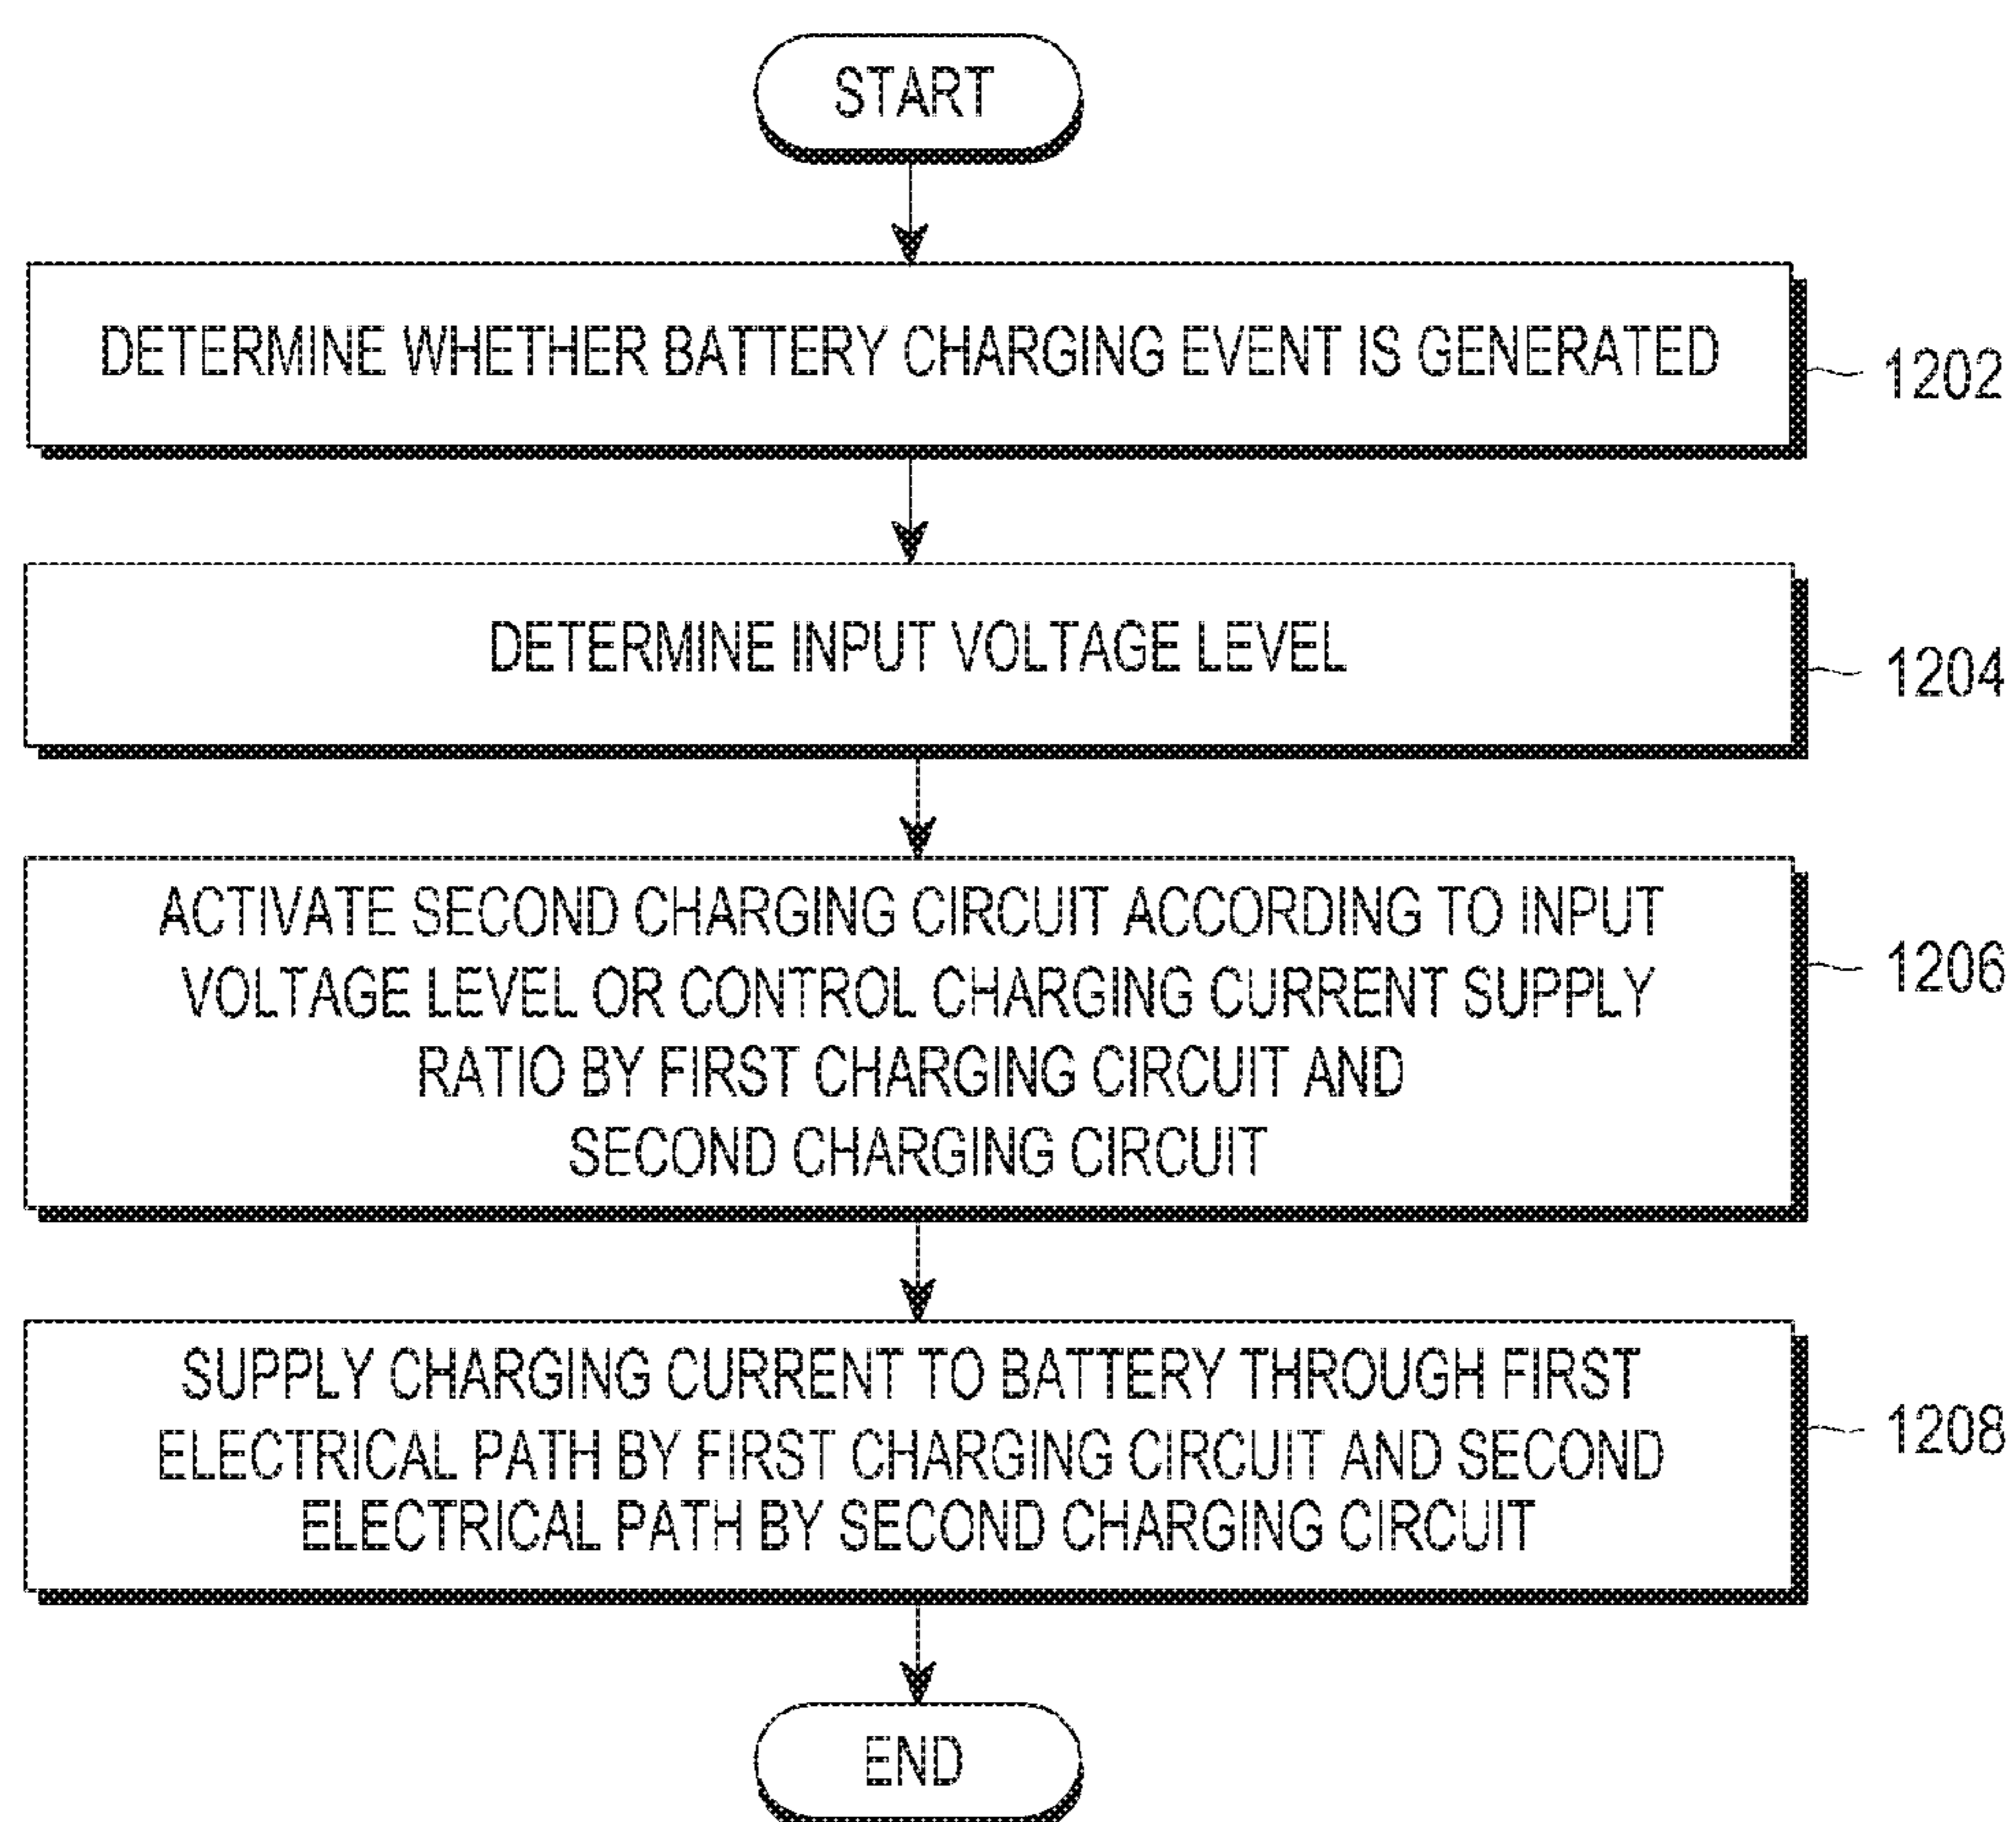 START
DETERMINE WHETHER BATTERY CHARGING EVENT IS GENERATED
1202
DETERMINE INPUT VOLTAGE LEVEL
1204
ACTIVATE SECOND CHARGING CIRCUIT ACCORDING TO INPUT
VOLTAGE LEVEL OR CONTROL CHARGING CURRENT SUPPLY
RATIO BY FIRST CHARGING CIRCUIT AND
SECOND CHARGING CIRCUIT
1206
SUPPLY CHARGING CURRENT TO BATTERY THROUGH FIRST
ELECTRICAL PATH BY FIRST CHARGING CIRCUIT AND SECOND
ELECTRICAL PATH BY SECOND CHARGING CIRCUIT
1208
END